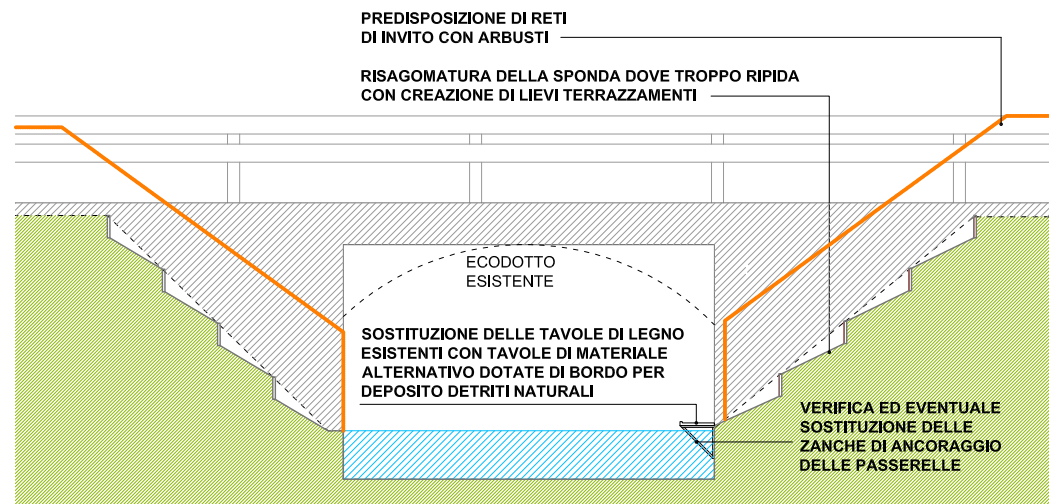 PREDISPOSIZIONE DI RETI
DI INVITO CON ARBUSTI
RISAGOMATURA DELLA SPONDA DOVE TROPPO RIPIDA
CON CREAZIONE DI LIEVI TERRAZZAMENTI
ECODOTTO
ESISTENTE
SOSTITUZIONE DELLE TAVOLE DI LEGNO
ESISTENTI CON TAVOLE DI MATERIALE
ALTERNATIVO DOTATE DI BORDO PER
DEPOSITO DETRITI NATURALI
VERIFICA ED EVENTUALE
SOSTITUZIONE DELLE
ZANCHE DI ANCORAGGIO
DELLE PASSERELLE